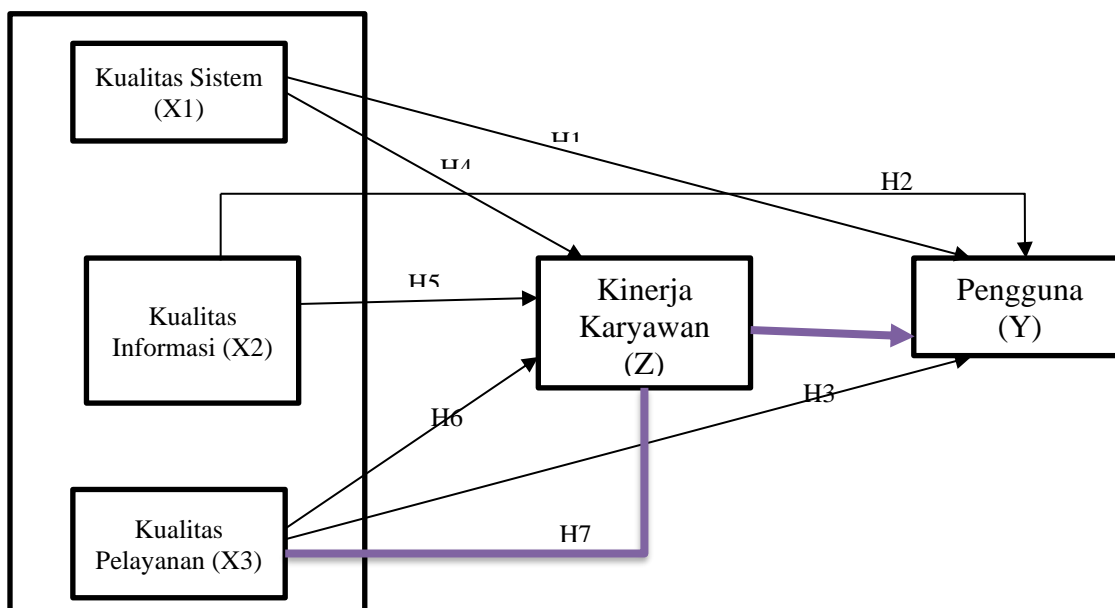 Kualitas Sistem
(X1)
H1
H4
H2
Kualitas
Informasi (X2)
H5
Kinerja
Karyawan
(Z)
Pengguna
(Y)
H6
H3
Kualitas
Pelayanan (X3)
H7